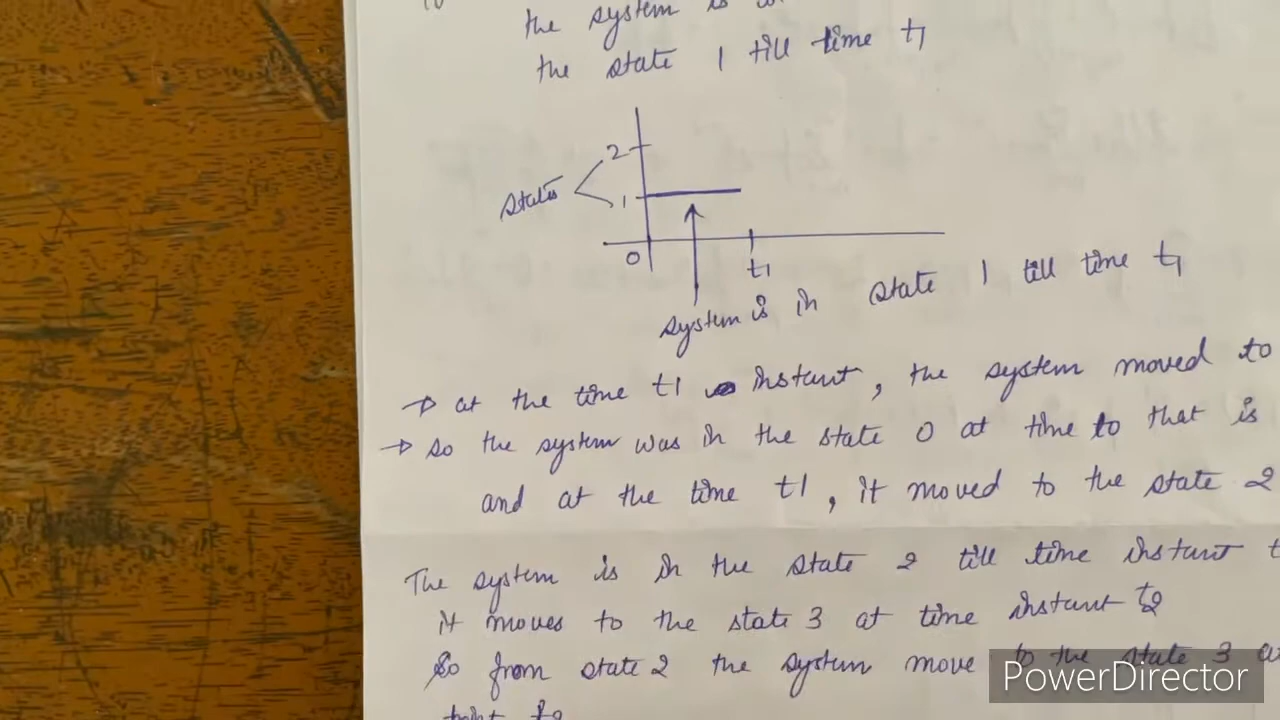 the system is
the state 1 till time t1
2
states
1
0
t1
system is in state 1 till time t1
→ at the time t1 instant, the system moved to
→ so the system was in the state 0 at time to that is
and at the time t1, it moved to the state 2
The system is in the state 2 till time instant t
it moves to the state 3 at time instant t2
So from state 2 the system move to the state 3 a
point t2
PowerDirector